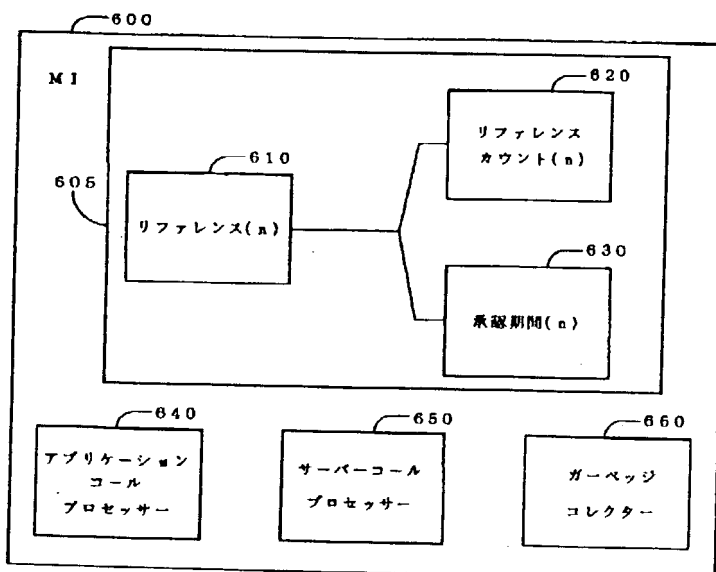 600
MI
620
リファレンス
カウント(n)
610
605
リファレンス(n)
630
承認期間(n)
640
アプリケーション
コール
プロセッサー
650
サーバーコール
プロセッサー
660
ガーベッジ
コレクター